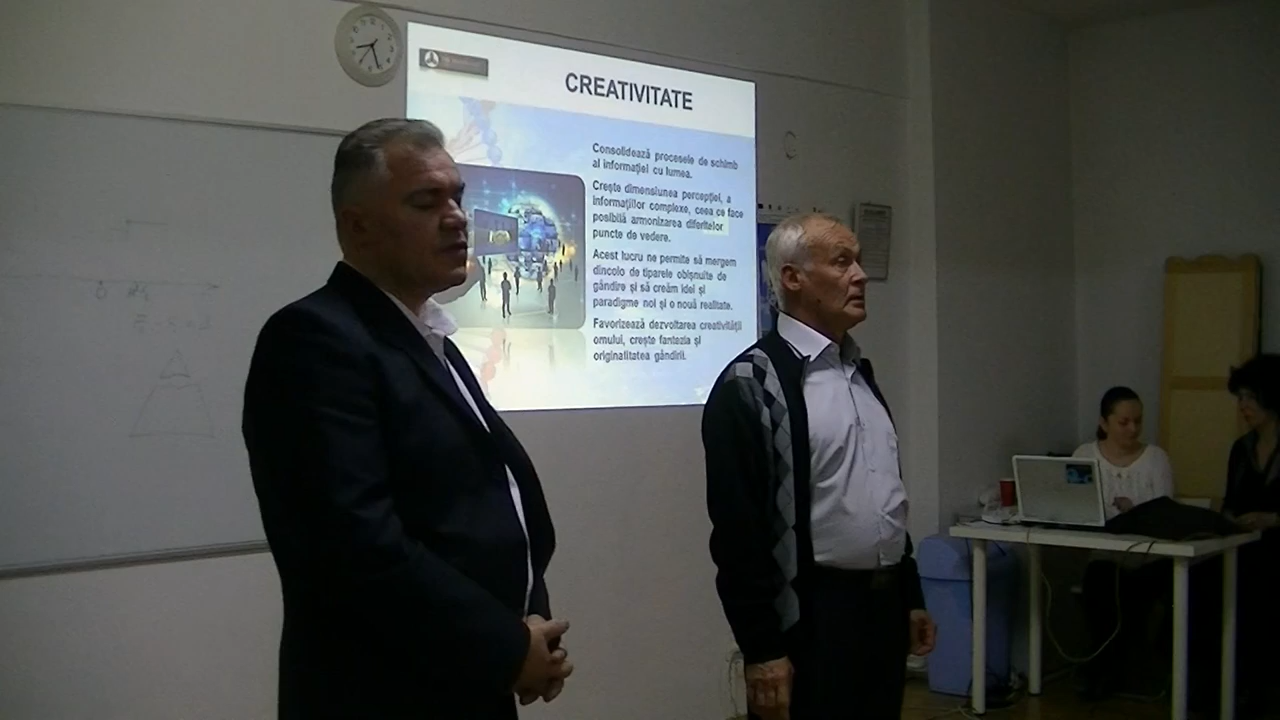 CREATIVITATE
Consolidează procesele de schimb
al informației cu lumea.
Crește dimensiunea percepției, a
informațiilor complexe, ceea ce face
posibilă armonizarea diferitelor
puncte de vedere.
Acest lucru ne permite să mergem
dincolo de tiparele obișnuite de
gândire și să creăm idei și
paradigme noi și o nouă realitate.
Favorizează dezvoltarea creativității
omului, crește fantezia și
originalitatea gândirii.